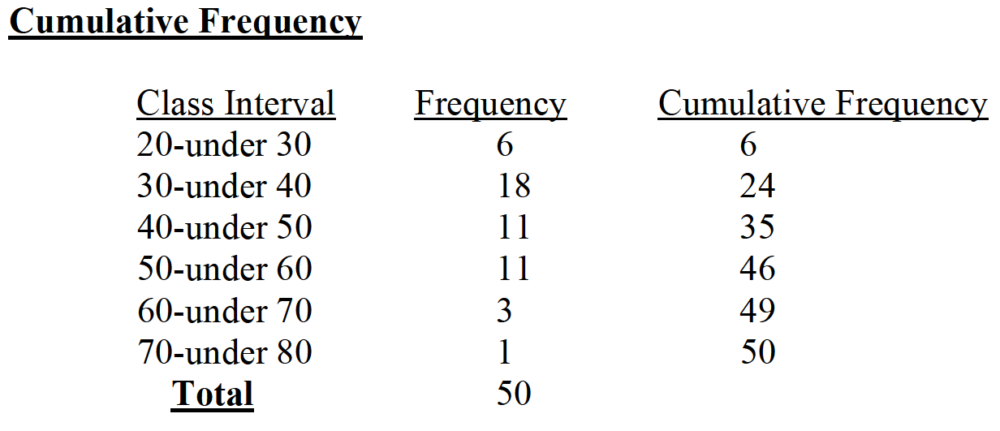 Cumulative Frequency
Class Interval Frequency Cumulative Frequency
20-under 30 6 6
30-under 40 18 24
40-under 50 11 35
50-under 60 11 46
60-under 70 3 49
70-under 80 1 50
Total 50